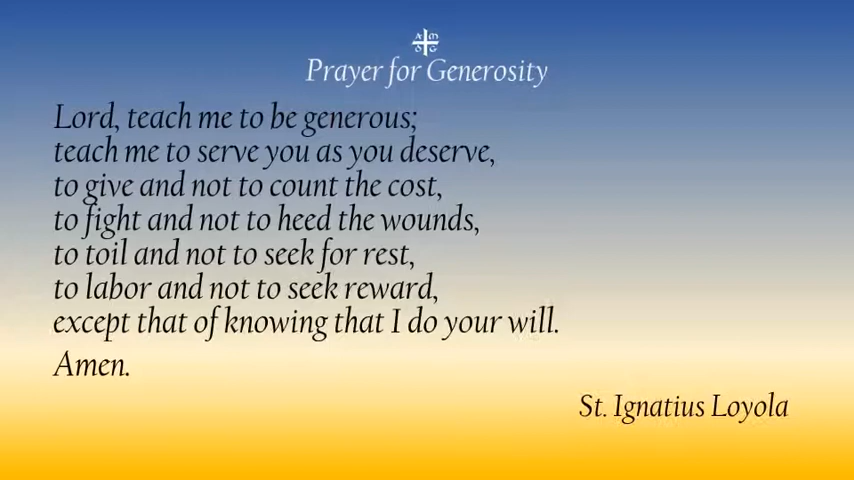 A M
D G
Prayer for Generosity
Lord, teach me to be generous;
teach me to serve you as you deserve,
to give and not to count the cost,
to fight and not to heed the wounds,
to toil and not to seek for rest,
to labor and not to seek reward,
except that of knowing that I do your will.
Amen.
St. Ignatius Loyola